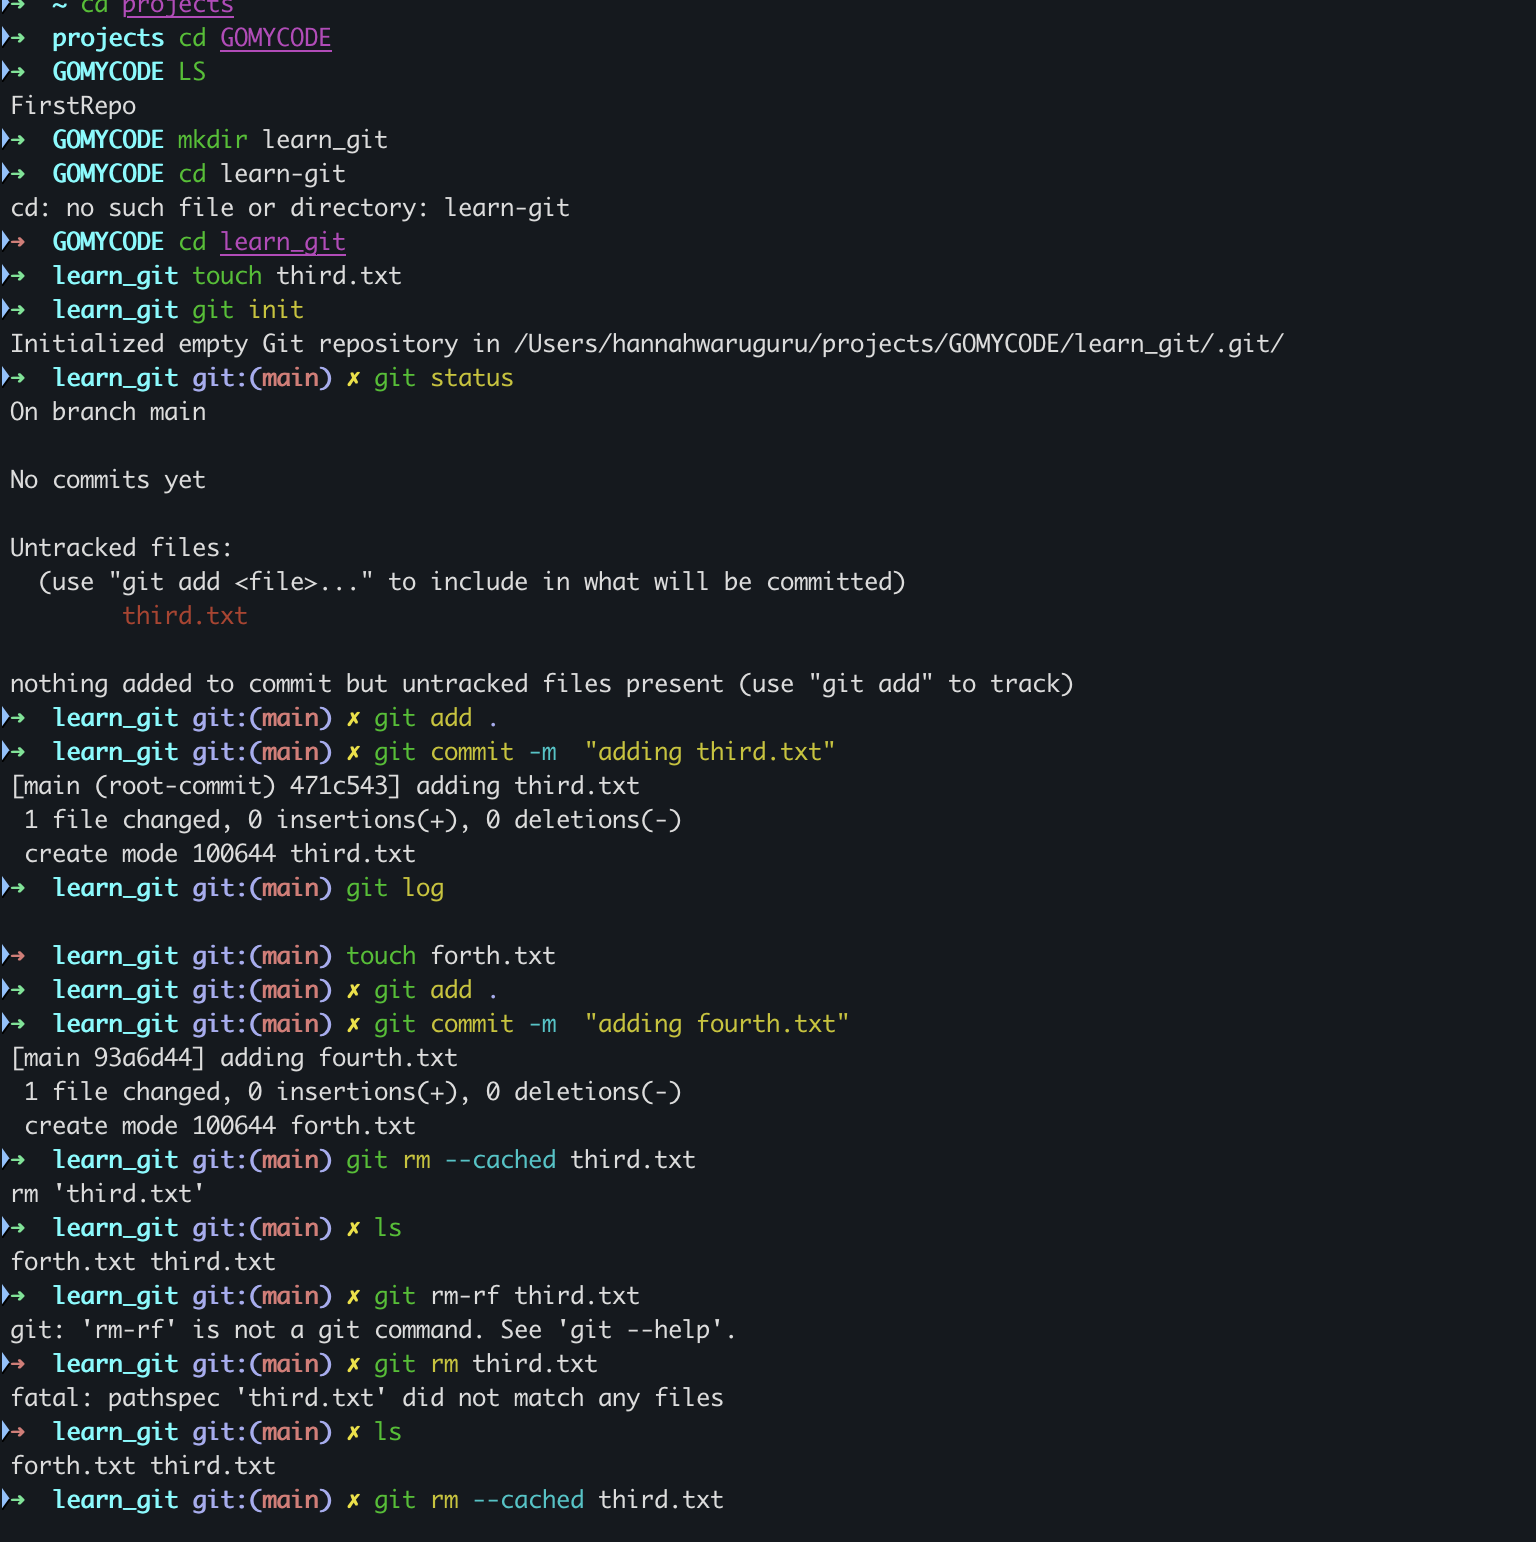 ➜  ~ cd projects
➜  projects cd GOMYCODE
➜  GOMYCODE LS
FirstRepo
➜  GOMYCODE mkdir learn_git
➜  GOMYCODE cd learn-git
cd: no such file or directory: learn-git
➜  GOMYCODE cd learn_git
➜  learn_git touch third.txt
➜  learn_git git init
Initialized empty Git repository in /Users/hannahwaruguru/projects/GOMYCODE/learn_git/.git/
➜  learn_git git:(main) ✗ git status
On branch main
No commits yet
Untracked files:
  (use "git add <file>..." to include in what will be committed)
        third.txt
nothing added to commit but untracked files present (use "git add" to track)
➜  learn_git git:(main) ✗ git add .
➜  learn_git git:(main) ✗ git commit -m  "adding third.txt"
[main (root-commit) 471c543] adding third.txt
 1 file changed, 0 insertions(+), 0 deletions(-)
 create mode 100644 third.txt
➜  learn_git git:(main) git log
➜  learn_git git:(main) touch forth.txt
➜  learn_git git:(main) ✗ git add .
➜  learn_git git:(main) ✗ git commit -m  "adding fourth.txt"
[main 93a6d44] adding fourth.txt
 1 file changed, 0 insertions(+), 0 deletions(-)
 create mode 100644 forth.txt
➜  learn_git git:(main) git rm --cached third.txt
rm 'third.txt'
➜  learn_git git:(main) ✗ ls
forth.txt third.txt
➜  learn_git git:(main) ✗ git rm-rf third.txt
git: 'rm-rf' is not a git command. See 'git --help'.
➜  learn_git git:(main) ✗ git rm third.txt
fatal: pathspec 'third.txt' did not match any files
➜  learn_git git:(main) ✗ ls
forth.txt third.txt
➜  learn_git git:(main) ✗ git rm --cached third.txt